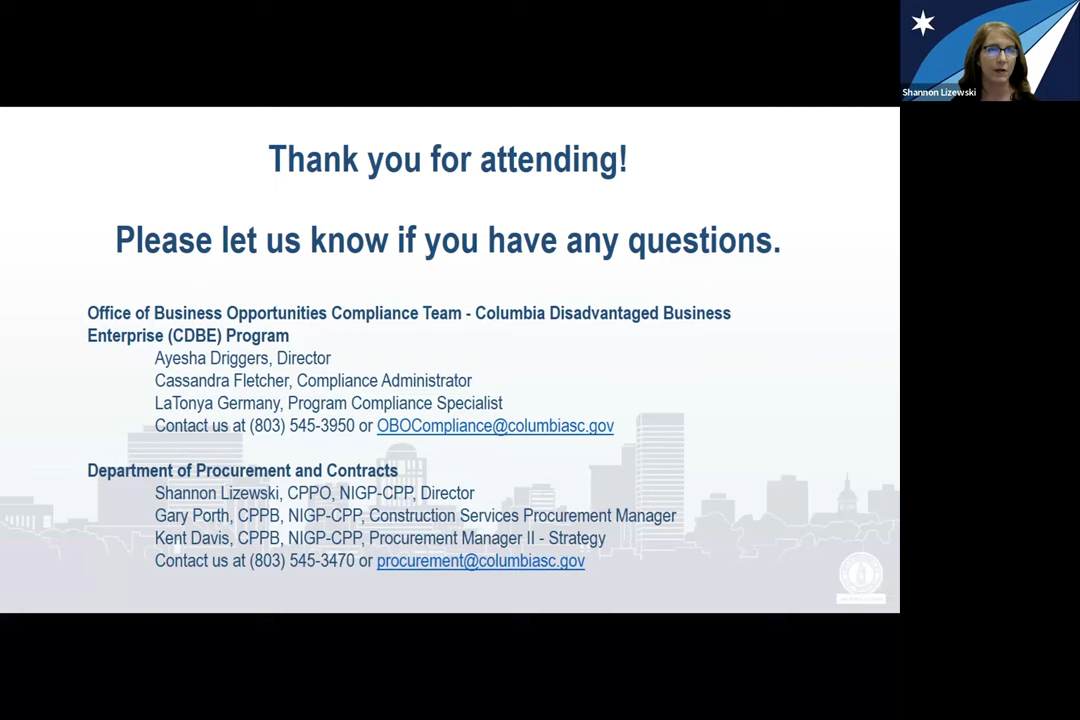 Shannon Lizewski
Thank you for attending!
Please let us know if you have any questions.
Office of Business Opportunities Compliance Team - Columbia Disadvantaged Business
Enterprise (CDBE) Program
Ayesha Driggers, Director
Cassandra Fletcher, Compliance Administrator
LaTonya Germany, Program Compliance Specialist
Contact us at (803) 545-3950 or OBOCompliance@columbiasc.gov
Department of Procurement and Contracts
Shannon Lizewski, CPPO, NIGP-CPP, Director
Gary Porth, CPPB, NIGP-CPP, Construction Services Procurement Manager
Kent Davis, CPPB, NIGP-CPP, Procurement Manager II - Strategy
Contact us at (803) 545-3470 or procurement@columbiasc.gov